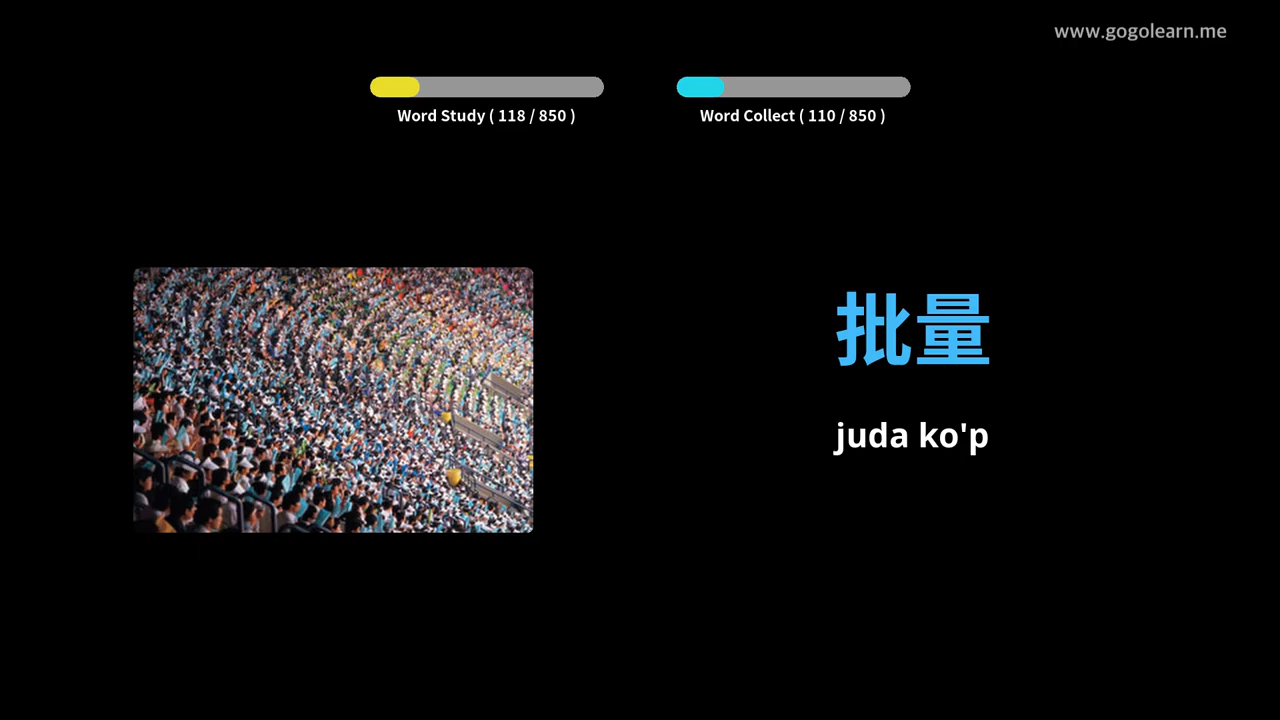 www.gogolearn.me
Word Study ( 118 / 850 )
Word Collect ( 110 / 850 )
批量
juda ko'p